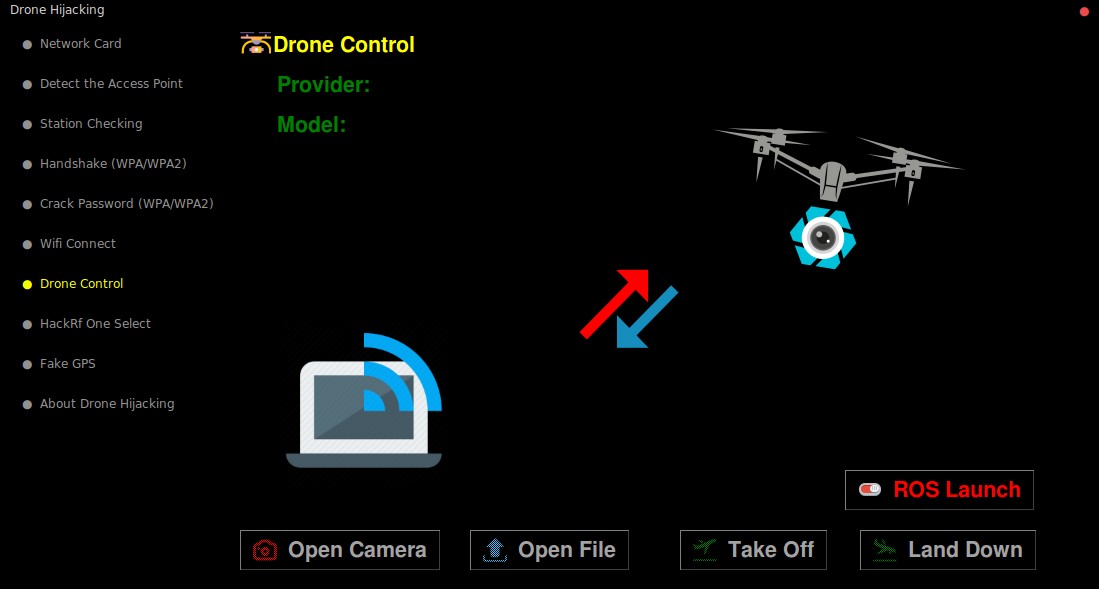 Drone Hijacking
Network Card
Detect the Access Point
Station Checking
Handshake (WPA/WPA2)
Crack Password (WPA/WPA2)
Wifi Connect
Drone Control
HackRf One Select
Fake GPS
About Drone Hijacking
Drone Control
Provider:
Model:
ROS Launch
Open Camera
Open File
Take Off
Land Down